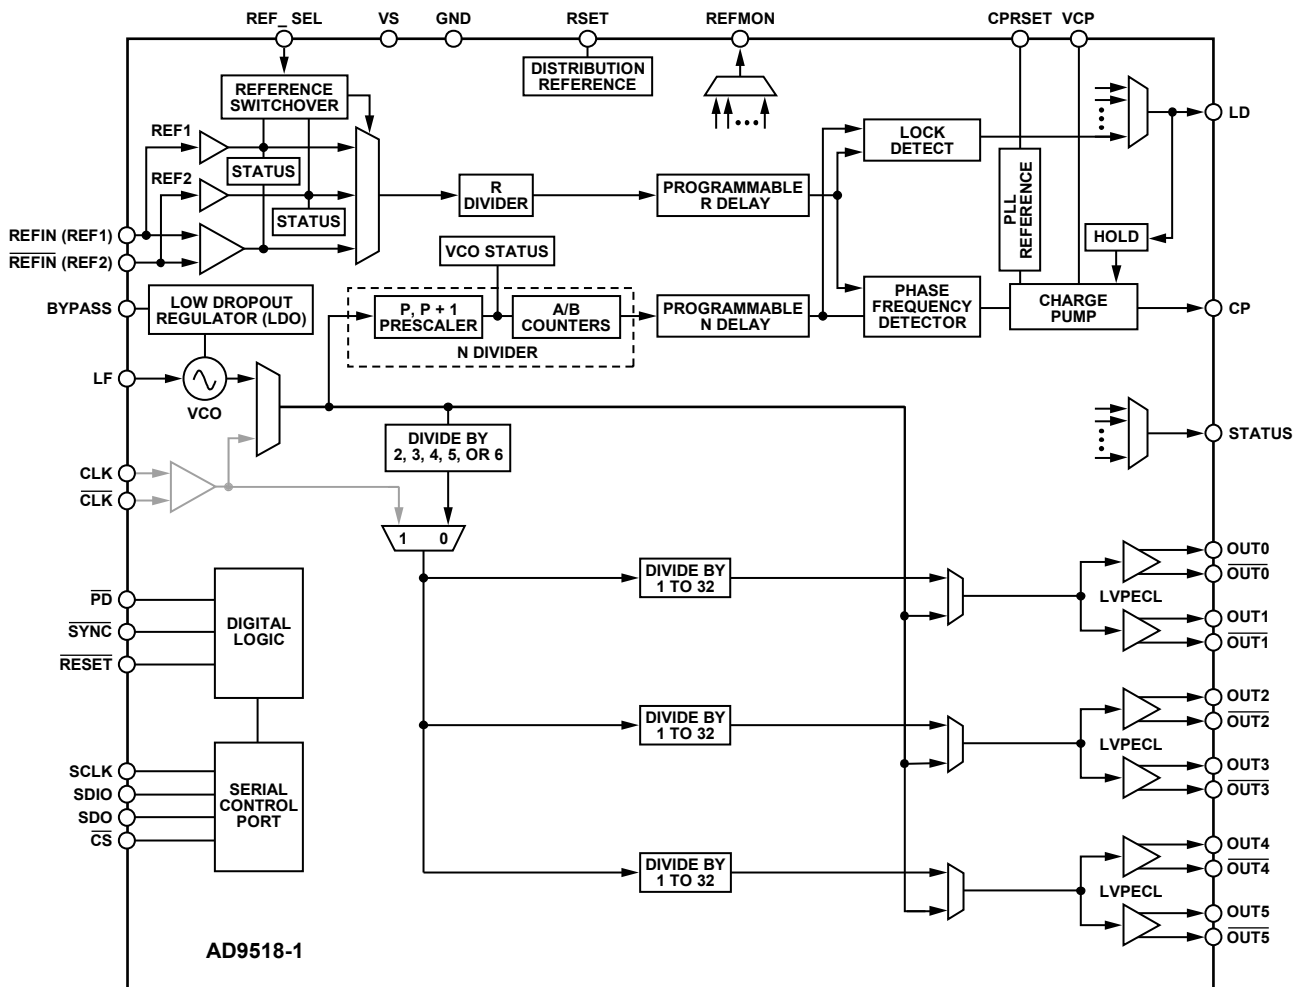 REF_ SEL
VS
GND
RSET
REFMON
CPRSET VCP
DISTRIBUTION
REFERENCE
REFERENCE
SWITCHOVER
REF1
STATUS
REF2
STATUS
R
DIVIDER
PROGRAMMABLE
R DELAY
LOCK
DETECT
LD
PLL
REFERENCE
HOLD
REFIN (REF1)
REFIN (REF2)
VCO STATUS
BYPASS
LOW DROPOUT
REGULATOR (LDO)
P, P + 1
PRESCALER
A/B
COUNTERS
N DIVIDER
PROGRAMMABLE
N DELAY
PHASE
FREQUENCY
DETECTOR
CHARGE
PUMP
CP
LF
VCO
DIVIDE BY
2, 3, 4, 5, OR 6
STATUS
CLK
CLK
1 0
DIVIDE BY
1 TO 32
LVPECL
OUT0
OUT0
OUT1
OUT1
PD
SYNC
RESET
DIGITAL
LOGIC
DIVIDE BY
1 TO 32
LVPECL
OUT2
OUT2
OUT3
OUT3
SCLK
SDIO
SDO
CS
SERIAL
CONTROL
PORT
DIVIDE BY
1 TO 32
LVPECL
OUT4
OUT4
OUT5
OUT5
AD9518-1